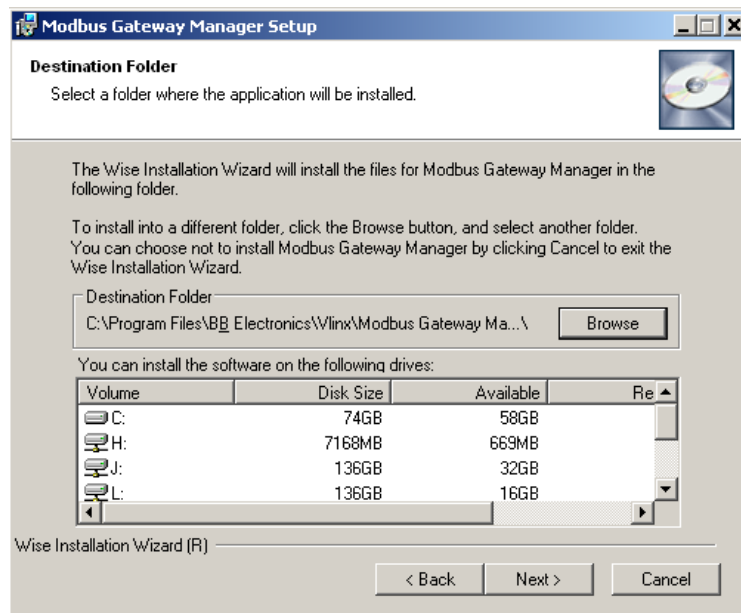 Modbus Gateway Manager Setup
Destination Folder
Select a folder where the application will be installed.
The Wise Installation Wizard will install the files for Modbus Gateway Manager in the
following folder.
To install into a different folder, click the Browse button, and select another folder.
You can choose not to install Modbus Gateway Manager by clicking Cancel to exit the
Wise Installation Wizard.
Destination Folder
C:\Program Files\BB Electronics\Vlinx\Modbus Gateway Ma...\ Browse
You can install the software on the following drives:
Volume Disk Size Available Re
C: 74GB 58GB
H: 7168MB 669MB
J: 136GB 32GB
L: 136GB 16GB
Wise Installation Wizard (R)
< Back Next > Cancel